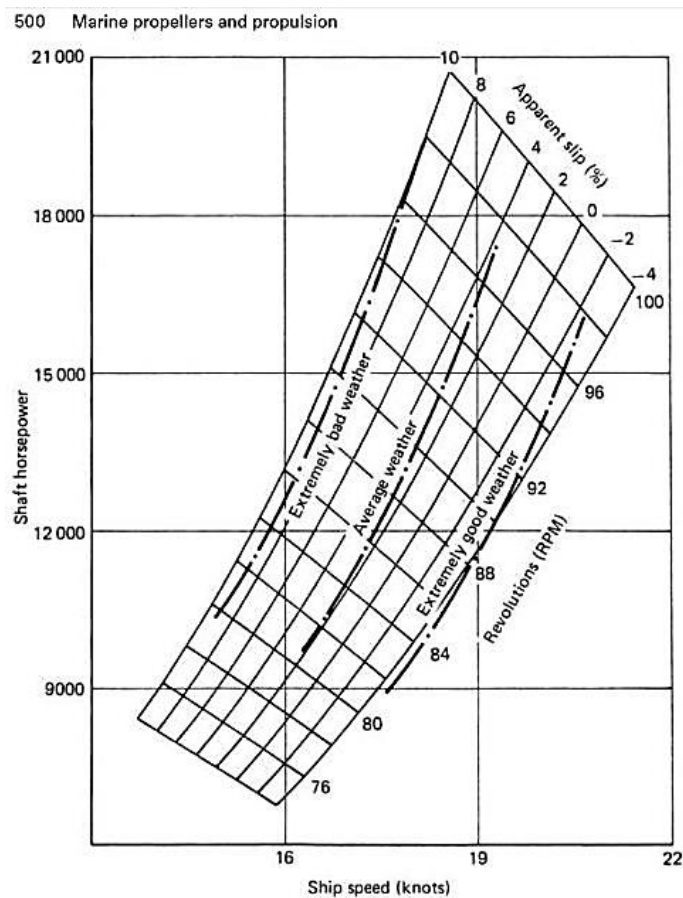 500 Marine propellers and propulsion
21 000
18 000
15 000
12 000
9000
Shaft horsepower
16
19
22
Ship speed (knots)
10
8
6
4
2
0
−2
−4
Apparent slip (%)
100
96
92
88
84
80
76
Revolutions (RPM)
Extremely bad weather
Average weather
Extremely good weather